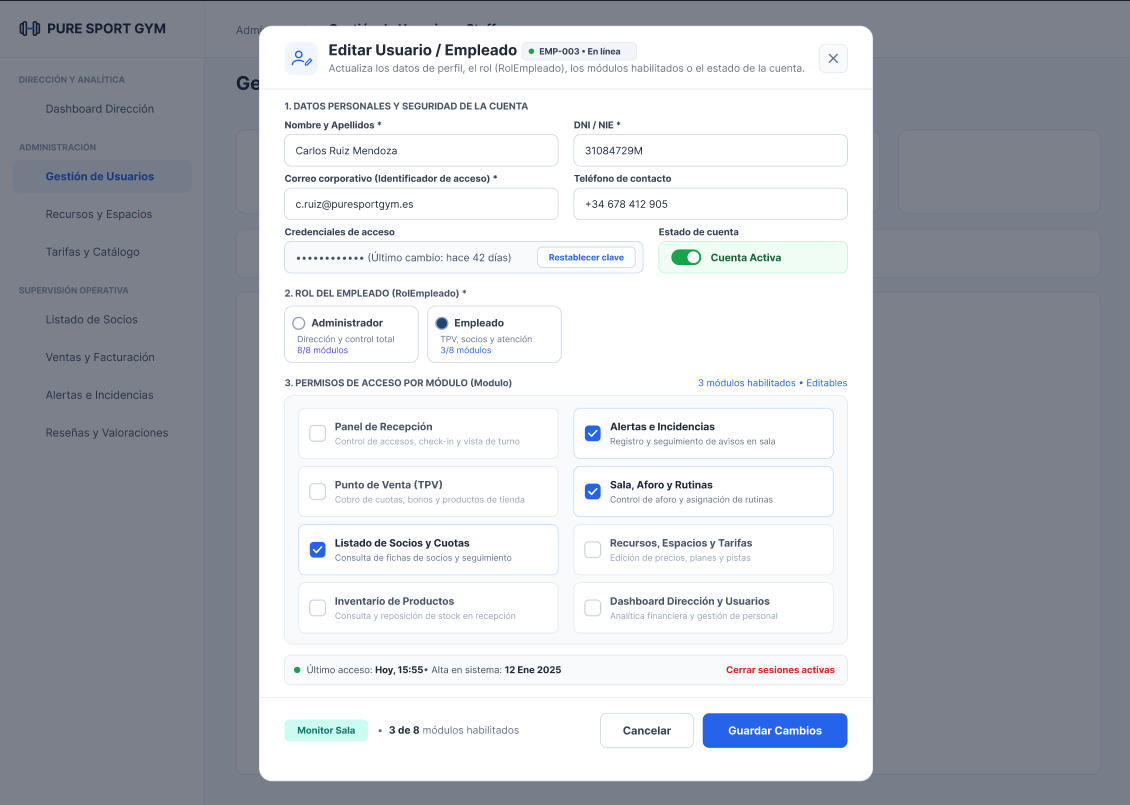 PURE SPORT GYM
DIRECCIÓN Y ANALÍTICA
Dashboard Dirección
ADMINISTRACIÓN
Gestión de Usuarios
Recursos y Espacios
Tarifas y Catálogo
SUPERVISIÓN OPERATIVA
Listado de Socios
Ventas y Facturación
Alertas e Incidencias
Reseñas y Valoraciones
Editar Usuario / Empleado
EMP-003 • En línea
Actualiza los datos de perfil, el rol (RolEmpleado), los módulos habilitados o el estado de la cuenta.
1. DATOS PERSONALES Y SEGURIDAD DE LA CUENTA
Nombre y Apellidos *
DNI / NIE *
Carlos Ruiz Mendoza
31084729M
Correo corporativo (Identificador de acceso) *
Teléfono de contacto
c.ruiz@puresportgym.es
+34 678 412 905
Credenciales de acceso
Estado de cuenta
•••••••••••• (Último cambio: hace 42 días)
Restablecer clave
Cuenta Activa
2. ROL DEL EMPLEADO (RolEmpleado) *
Administrador
Dirección y control total
8/8 módulos
Empleado
TPV, socios y atención
3/8 módulos
3. PERMISOS DE ACCESO POR MÓDULO (Modulo)
3 módulos habilitados • Editables
Panel de Recepción
Control de accesos, check-in y vista de turno
Alertas e Incidencias
Registro y seguimiento de avisos en sala
Punto de Venta (TPV)
Cobro de cuotas, bonos y productos de tienda
Sala, Aforo y Rutinas
Control de aforo y asignación de rutinas
Listado de Socios y Cuotas
Consulta de fichas de socios y seguimiento
Recursos, Espacios y Tarifas
Edición de precios, planes y pistas
Inventario de Productos
Consulta y reposición de stock en recepción
Dashboard Dirección y Usuarios
Analítica financiera y gestión de personal
Último acceso: Hoy, 15:55• Alta en sistema: 12 Ene 2025
Cerrar sesiones activas
Monitor Sala
• 3 de 8 módulos habilitados
Cancelar
Guardar Cambios